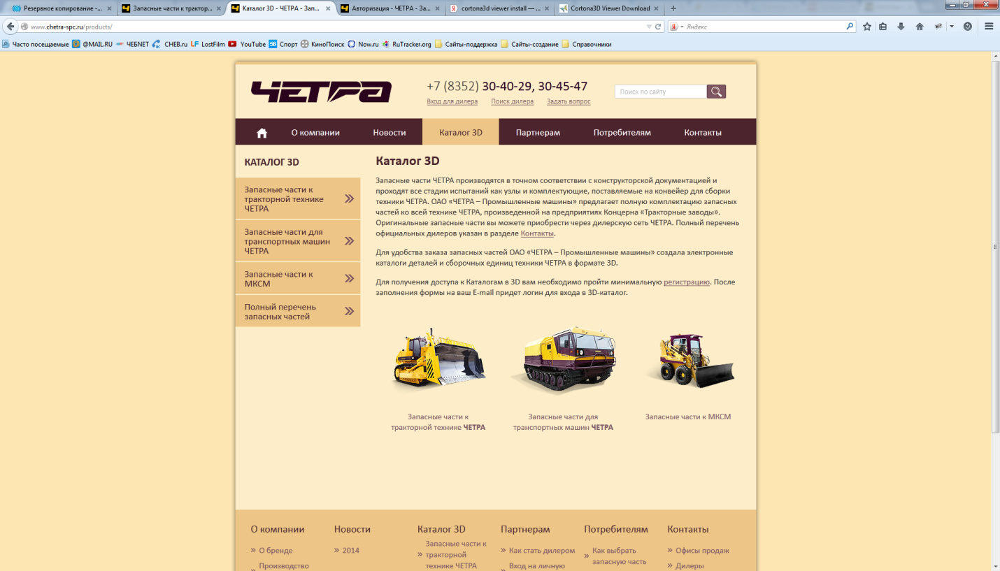 Резервное копирование -...
Запасные части к трактор...
Каталог 3D - ЧЕТРА - Зап...
Авторизация - ЧЕТРА - За...
cortona3d viewer install — ...
Cortona3D Viewer Download
www.chetra-spc.ru/products/
Яндекс
Часто посещаемые @MAIL.RU ЧЕБNET CHEB.ru LostFilm YouTube Спорт КиноПоиск Now.ru RuTracker.org Сайты-поддержка Сайты-создание Справочники
ЧЕТРА
+7 (8352) 30-40-29, 30-45-47
Вход для дилера Поиск дилера Задать вопрос
Поиск по сайту
О компании Новости Каталог 3D Партнерам Потребителям Контакты
КАТАЛОГ 3D
Запасные части к
тракторной технике
ЧЕТРА
Запасные части для
транспортных машин
ЧЕТРА
Запасные части к
МКСМ
Полный перечень
запасных частей
Каталог 3D
Запасные части ЧЕТРА производятся в точном соответствии с конструкторской документацией и
проходят все стадии испытаний как узлы и комплектующие, поставляемые на конвейер для сборки
техники ЧЕТРА. ОАО «ЧЕТРА – Промышленные машины» предлагает полную комплектацию запасных
частей ко всей технике ЧЕТРА, произведенной на предприятиях Концерна «Тракторные заводы».
Оригинальные запасные части вы можете приобрести через дилерскую сеть ЧЕТРА. Полный перечень
официальных дилеров указан в разделе Контакты.
Для удобства заказа запасных частей ОАО «ЧЕТРА – Промышленные машины» создала электронные
каталоги деталей и сборочных единиц техники ЧЕТРА в формате 3D.
Для получения доступа к Каталогам в 3D вам необходимо пройти минимальную регистрацию. После
заполнения формы на ваш E-mail придет логин для входа в 3D-каталог.
Запасные части к
тракторной технике ЧЕТРА
Запасные части для
транспортных машин ЧЕТРА
Запасные части к МКСМ
О компании
О бренде
Производство
Новости
2014
Каталог 3D
Запасные части к
тракторной
технике ЧЕТРА
Партнерам
Как стать дилером
Вход на личную
Потребителям
Как выбрать
запасную часть
Контакты
Офисы продаж
Дилеры